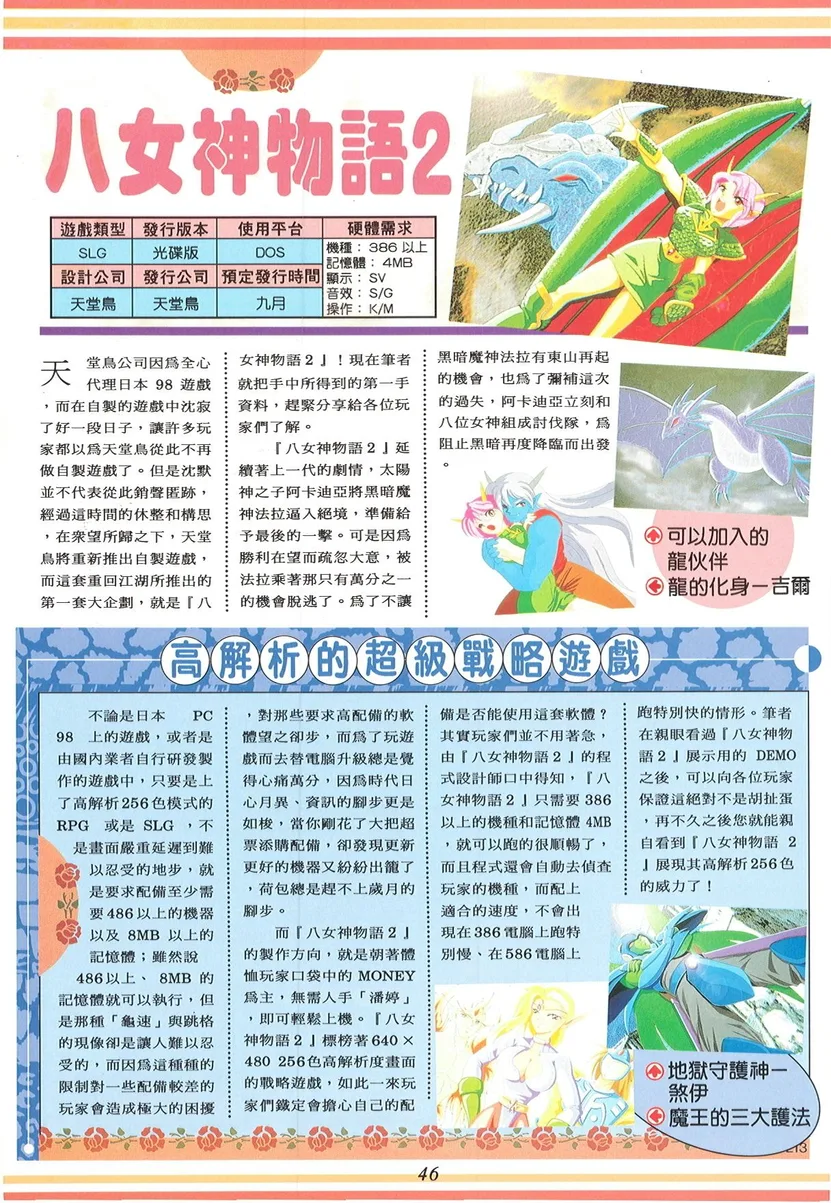 八女神物語2
遊戲類型 發行版本 使用平台 硬體需求
SLG 光碟版 DOS
設計公司 發行公司 預定發行時間
天堂鳥 天堂鳥 九月
機種：386 以上
記憶體：4MB
顯示：SV
音效：S/G
操作：K/M
天堂鳥公司因為全心
代理日本 98 遊戲
，而在自製的遊戲中沈寂
了好一段日子，讓許多玩
家都以為天堂鳥從此不再
做自製遊戲了。但是沈默
並不代表從此銷聲匿跡，
經過這時間的休整和構思
，在衆望所歸之下，天堂
鳥將重新推出自製遊戲，
而這套重回江湖所推出的
第一套大企劃，就是『八
女神物語2』！現在筆者
就把手中所得到的第一手
資料，趕緊分享給各位玩
家們了解。
『八女神物語2』延
續著上一代的劇情，太陽
神之子阿卡迪亞將黑暗魔
神法拉逼入絕境，準備給
予最後的一擊。可是因為
勝利在望而疏忽大意，被
法拉乘著那只有萬分之一
的機會脫逃了。為了不讓
黑暗魔神法拉有東山再起
的機會，也為了彌補這次
的過失，阿卡迪亞立刻和
八位女神組成討伐隊，為
阻止黑暗再度降臨而出發
。
可以加入的
龍伙伴
龍的化身－吉爾
高解析的超級戰略遊戲
不論是日本 PC
98 上的遊戲，或者是
由國內業者自行研發製
作的遊戲中，只要是上
了高解析256色模式的
RPG 或是 SLG ，不
是畫面嚴重延遲到難
以忍受的地步，就
是要求配備至少需
要486以上的機器
以及 8MB 以上的
記憶體；雖然說
486以上、 8MB 的
記憶體就可以執行，但
是那種「龜速」與跳格
的現像卻是讓人難以忍
受的，而因為這種種的
限制對一些配備較差的
玩家會造成極大的困擾
，對那些要求高配備的軟
體望之卻步，而為了玩遊
戲而去替電腦升級總是覺
得心痛萬分，因為時代日
心月異、資訊的腳步更是
如梭，當你剛花了大把超
票添購配備，卻發現更新
更好的機器又紛紛出籠了
，荷包總是趕不上歲月的
腳步。
而『八女神物語2』
的製作方向，就是朝著體
恤玩家口袋中的 MONEY
為主，無需人手「潘婷」
，即可輕鬆上機。『八女
神物語2』標榜著640×
480 256色高解析度畫面
的戰略遊戲，如此一來玩
家們鐵定會擔心自己的配
備是否能使用這套軟體？
其實玩家們並不用著急，
由『八女神物語2』的程
式設計師口中得知，『八
女神物語2』只需要 386
以上的機種和記憶體 4MB
，就可以跑的很順暢，
而且程式還會自動去偵查
玩家的機種，而配上
適合的速度，不會出
現在386電腦上跑特
別慢、在586電腦上
跑特別快的情形。筆者
在親眼看過『八女神物
語2』展示用的 DEMO
之後，可以向各位玩家
保證這絕對不是胡扯蛋
，再不久之後您就能親
自看到『八女神物語 2
』展現其高解析256色
的威力了！
地獄守護神－
煞伊
魔王的三大護法
213
46